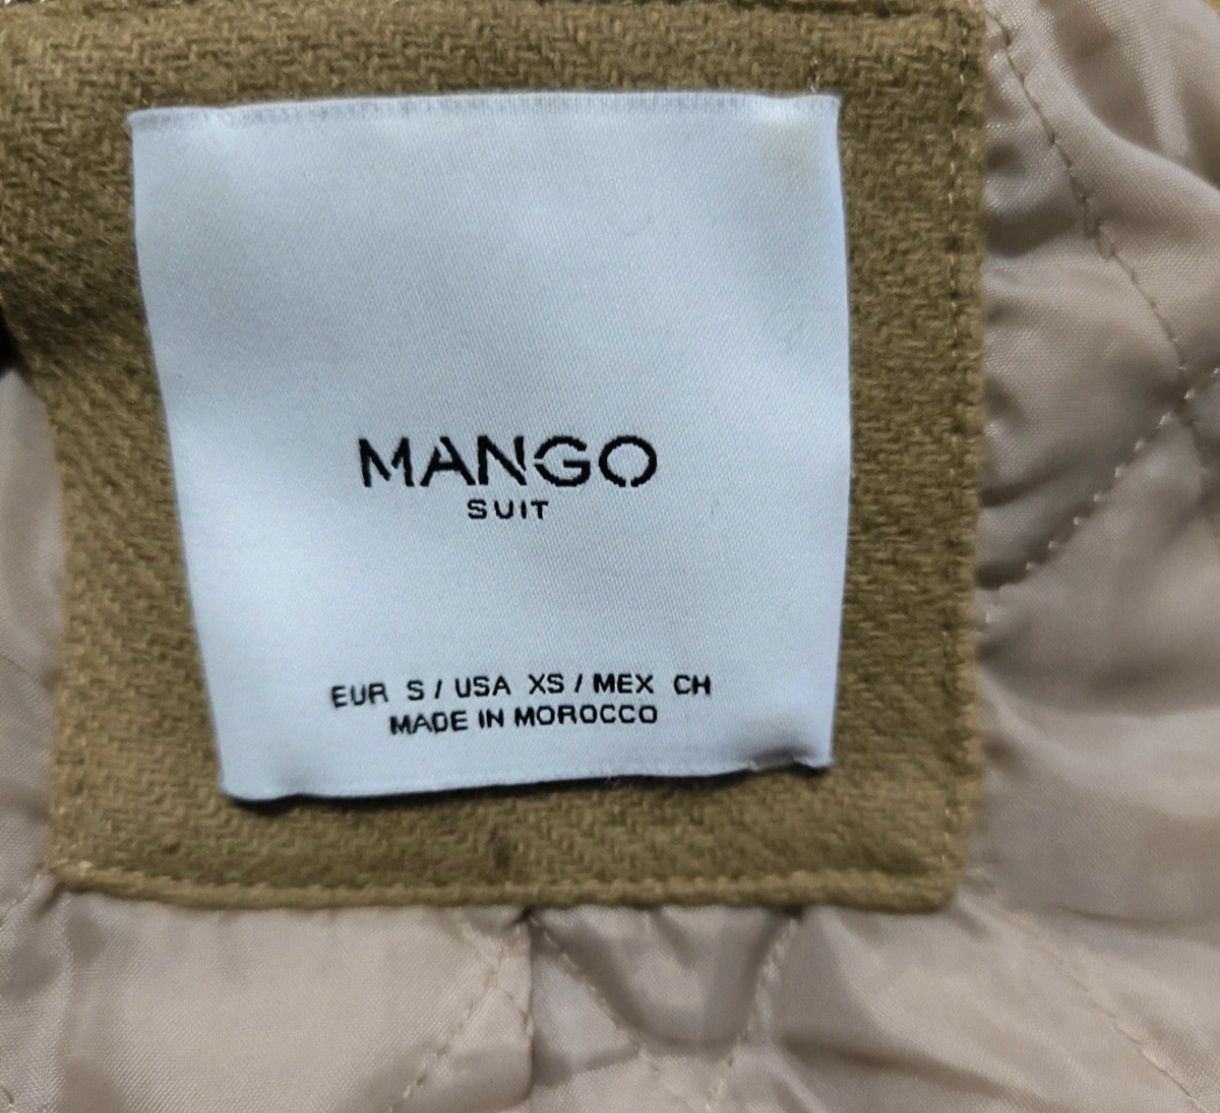 MANGO
SUIT
EUR S / USA XS / MEX CH
MADE IN MOROCCO